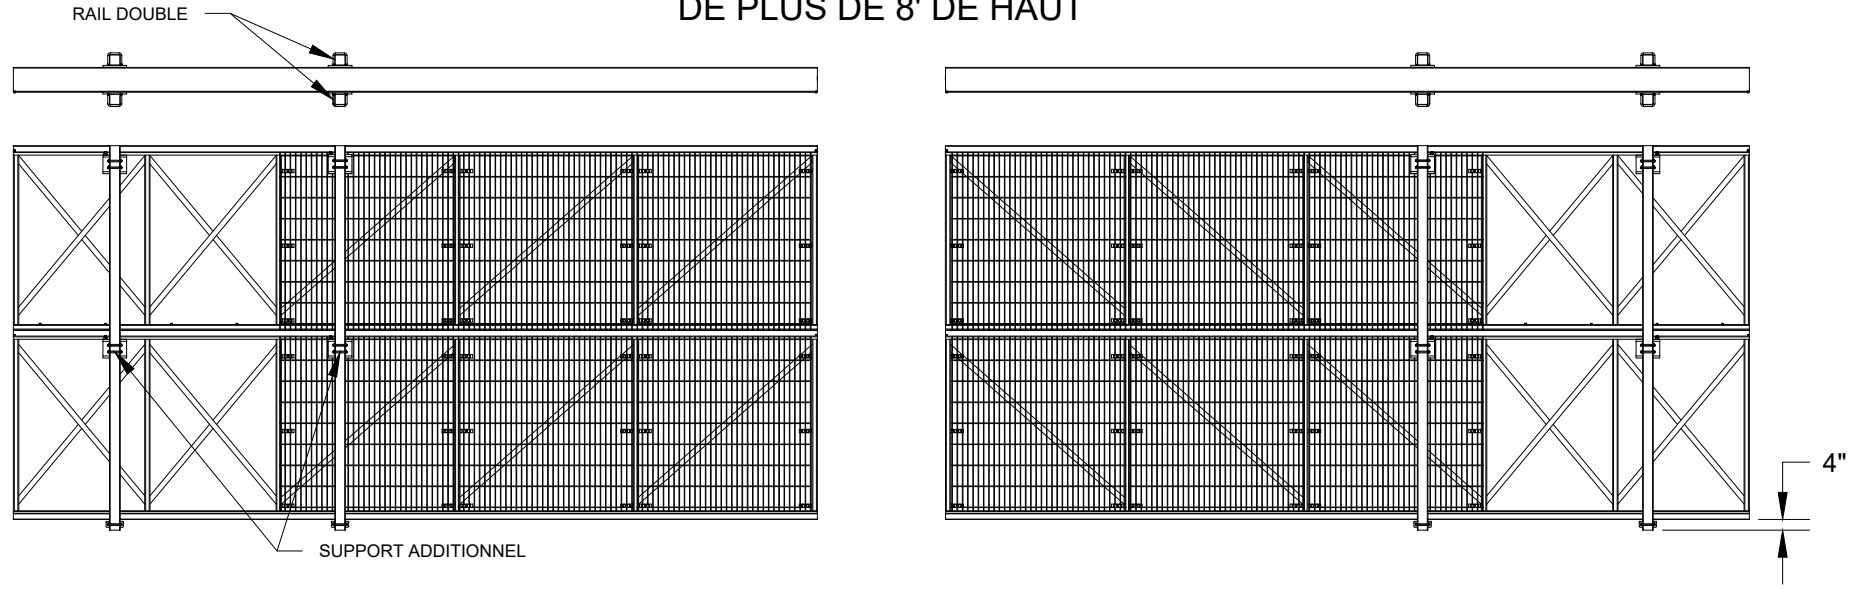 DE PLUS DE 8' DE HAUT
RAIL DOUBLE
4"
SUPPORT ADDITIONNEL